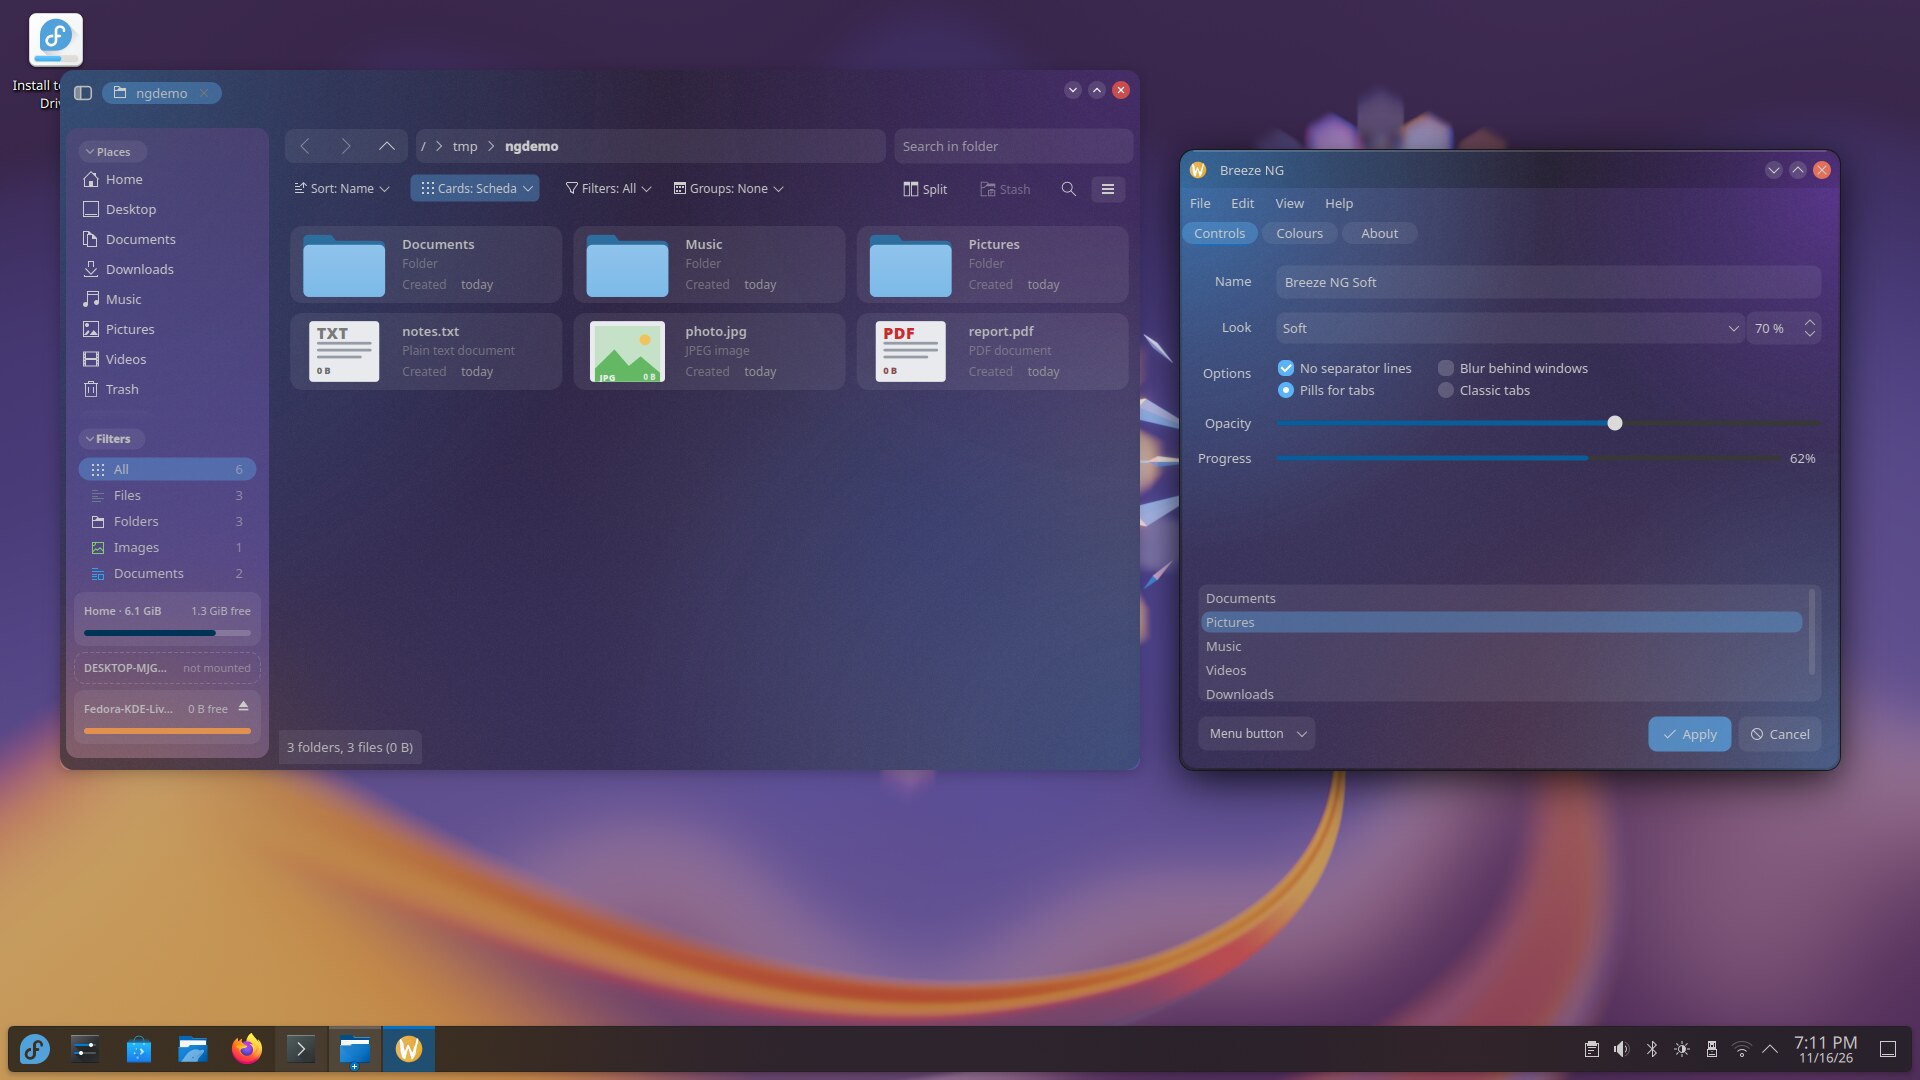 Install to
Driv
ngdemo
Places
Home
Desktop
Documents
Downloads
Music
Pictures
Videos
Trash
Filters
All 6
Files 3
Folders 3
Images 1
Documents 2
Home · 6.1 GiB 1.3 GiB free
DESKTOP-MJG... not mounted
Fedora-KDE-Liv... 0 B free
/ > tmp > ngdemo
Search in folder
Sort: Name
Cards: Scheda
Filters: All
Groups: None
Split
Stash
Documents
Folder
Created today
Music
Folder
Created today
Pictures
Folder
Created today
TXT
0 B
notes.txt
Plain text document
Created today
JPG 0 B
photo.jpg
JPEG image
Created today
PDF
0 B
report.pdf
PDF document
Created today
3 folders, 3 files (0 B)
Breeze NG
File Edit View Help
Controls Colours About
Name Breeze NG Soft
Look Soft 70 %
Options No separator lines Blur behind windows
Pills for tabs Classic tabs
Opacity
Progress 62%
Documents
Pictures
Music
Videos
Downloads
Menu button
Apply
Cancel
7:11 PM
11/16/26